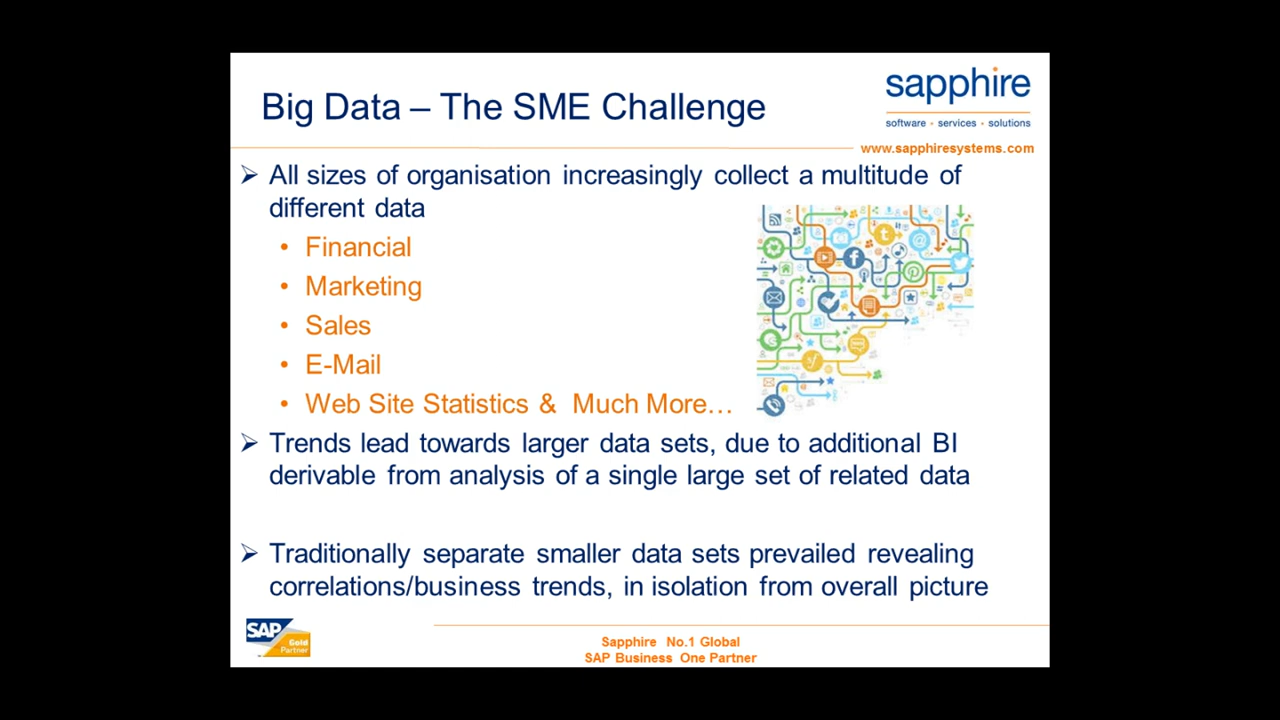 Big Data – The SME Challenge
sapphire
software • services • solutions
www.sapphiresystems.com
➢ All sizes of organisation increasingly collect a multitude of
different data
• Financial
• Marketing
• Sales
• E-Mail
• Web Site Statistics & Much More…
➢ Trends lead towards larger data sets, due to additional BI
derivable from analysis of a single large set of related data
➢ Traditionally separate smaller data sets prevailed revealing
correlations/business trends, in isolation from overall picture
SAP
Gold
Partner
Sapphire No.1 Global
SAP Business One Partner